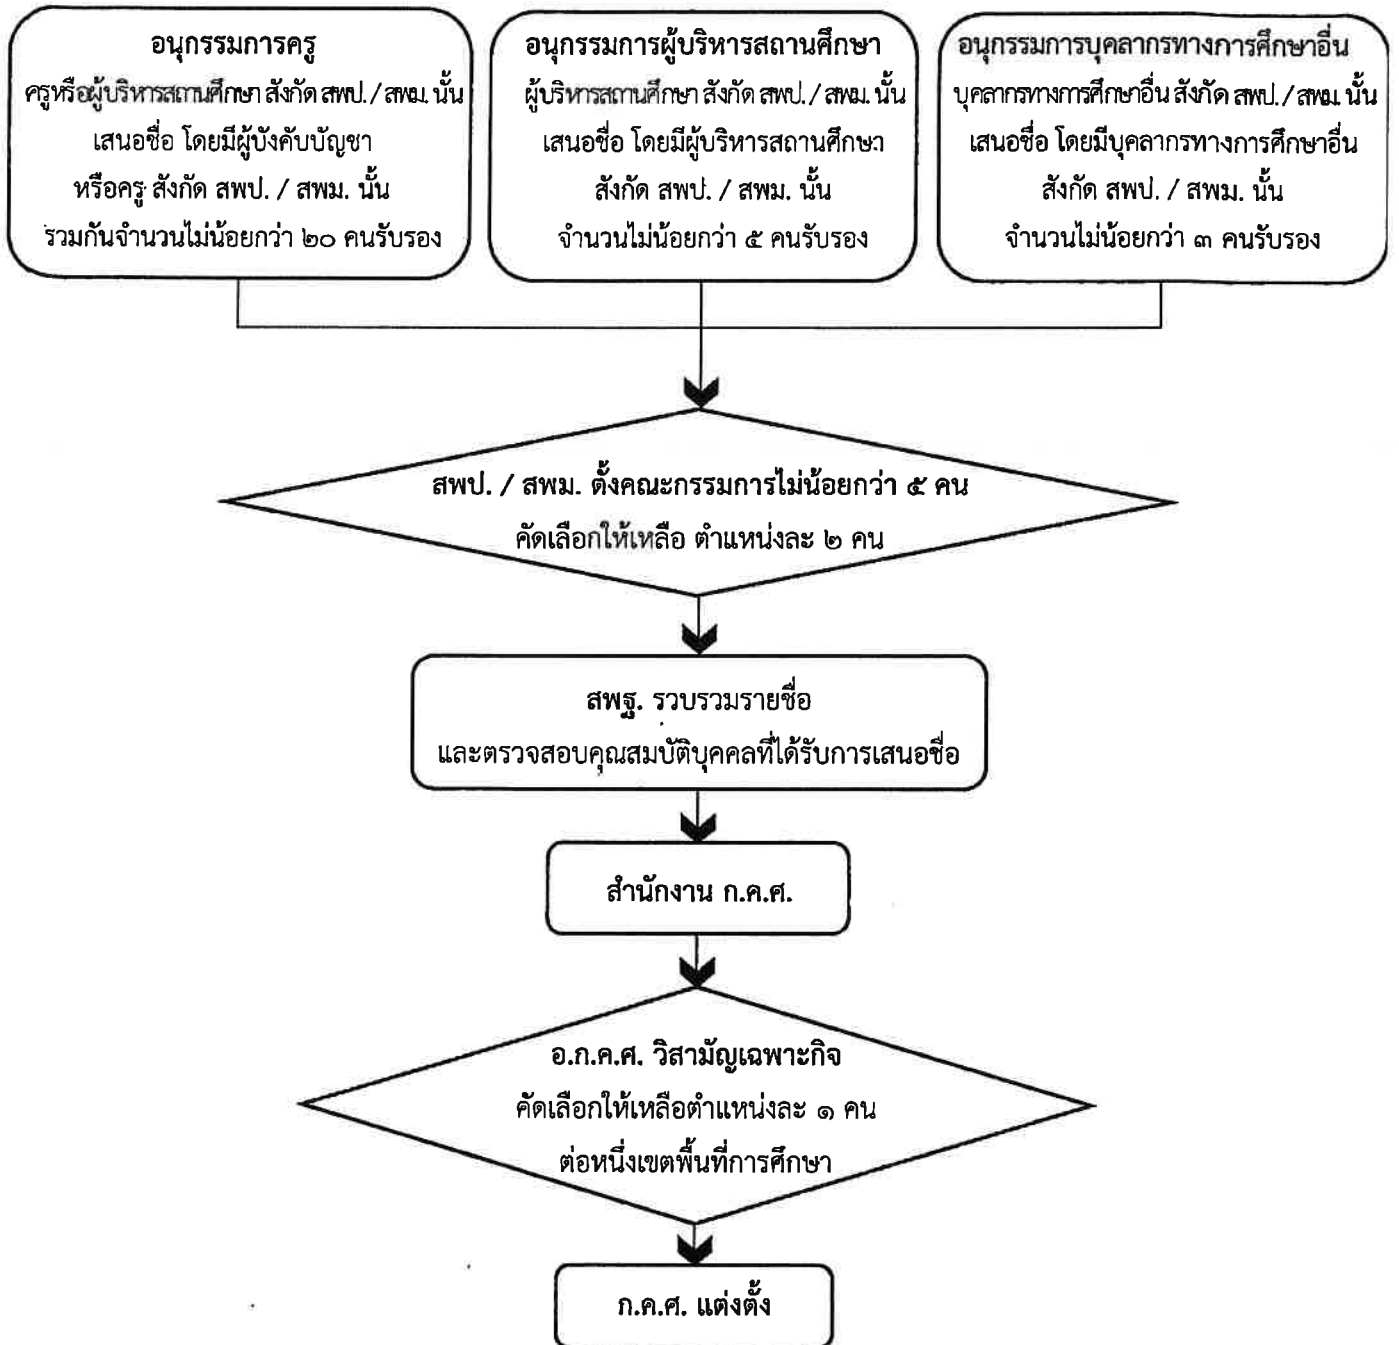 อนุกรรมการครู
ครูหรือผู้บริหารสถานศึกษา สังกัด สพป. / สพม. นั้น
เสนอชื่อ โดยมีผู้บังคับบัญชา
หรือครู สังกัด สพป. / สพม. นั้น
รวมกันจำนวนไม่น้อยกว่า ๒๐ คนรับรอง
อนุกรรมการผู้บริหารสถานศึกษา
ผู้บริหารสถานศึกษา สังกัด สพป. / สพม. นั้น
เสนอชื่อ โดยมีผู้บริหารสถานศึกษา
สังกัด สพป. / สพม. นั้น
จำนวนไม่น้อยกว่า ๕ คนรับรอง
อนุกรรมการบุคลากรทางการศึกษาอื่น
บุคลากรทางการศึกษาอื่น สังกัด สพป. / สพม. นั้น
เสนอชื่อ โดยมีบุคลากรทางการศึกษาอื่น
สังกัด สพป. / สพม. นั้น
จำนวนไม่น้อยกว่า ๓ คนรับรอง
สพป. / สพม. ตั้งคณะกรรมการไม่น้อยกว่า ๕ คน
คัดเลือกให้เหลือ ตำแหน่งละ ๒ คน
สพฐ. รวบรวมรายชื่อ
และตรวจสอบคุณสมบัติบุคคลที่ได้รับการเสนอชื่อ
สำนักงาน ก.ค.ศ.
อ.ก.ค.ศ. วิสามัญเฉพาะกิจ
คัดเลือกให้เหลือตำแหน่งละ ๑ คน
ต่อหนึ่งเขตพื้นที่การศึกษา
ก.ค.ศ. แต่งตั้ง